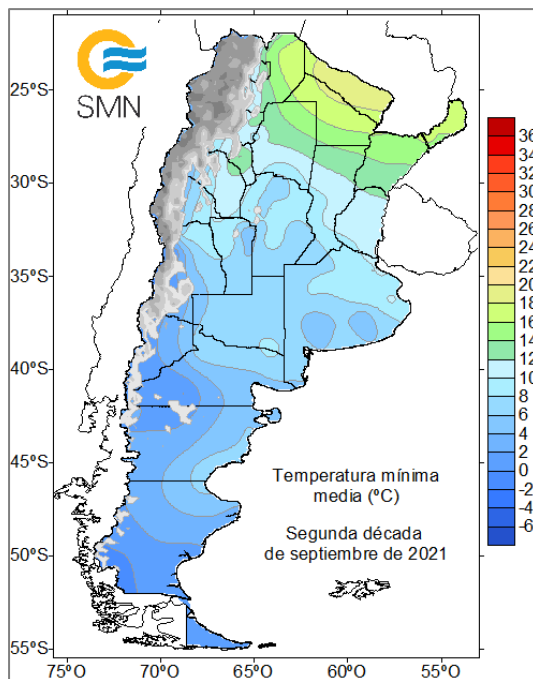 SMN
25°S
30°S
35°S
40°S
45°S
50°S
55°S
75°O
70°O
65°O
60°O
55°O
36
34
32
30
28
26
24
22
20
18
16
14
12
10
8
6
4
2
0
-2
-4
-6
Temperatura mínima
media (ºC)
Segunda década
de septiembre de 2021